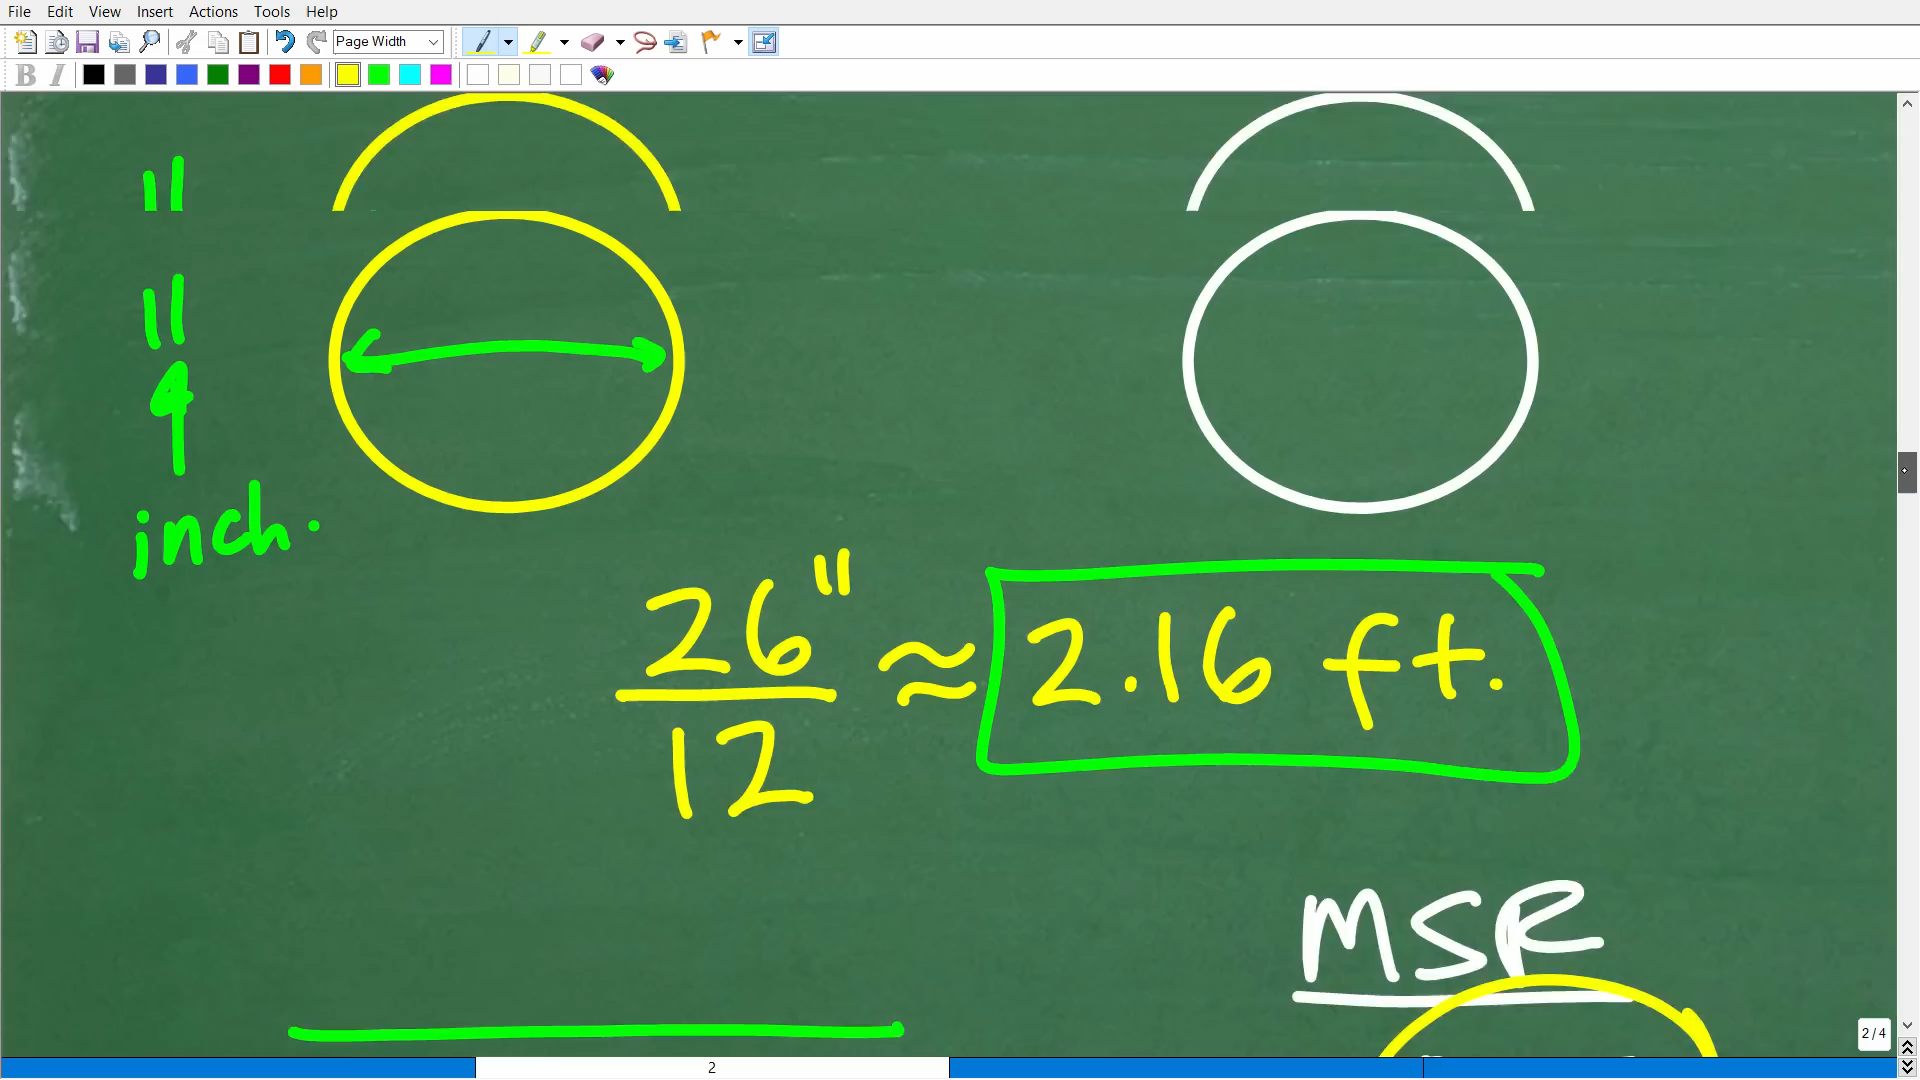 File Edit View Insert Actions Tools Help
Page Width
B I
"
"
9
inch.
26" / 12 ≈ 2.16 ft.
MSR
2 / 4
2